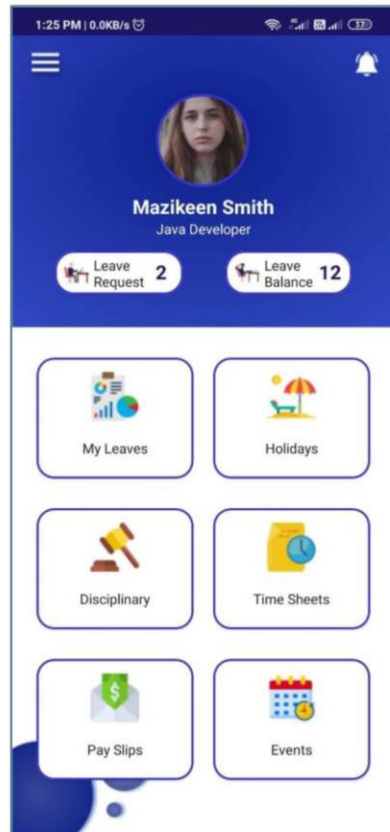 1:25 PM | 0.0KB/s
37
Mazikeen Smith
Java Developer
Leave
Request 2
Leave
Balance 12
My Leaves
Holidays
Disciplinary
Time Sheets
Pay Slips
Events